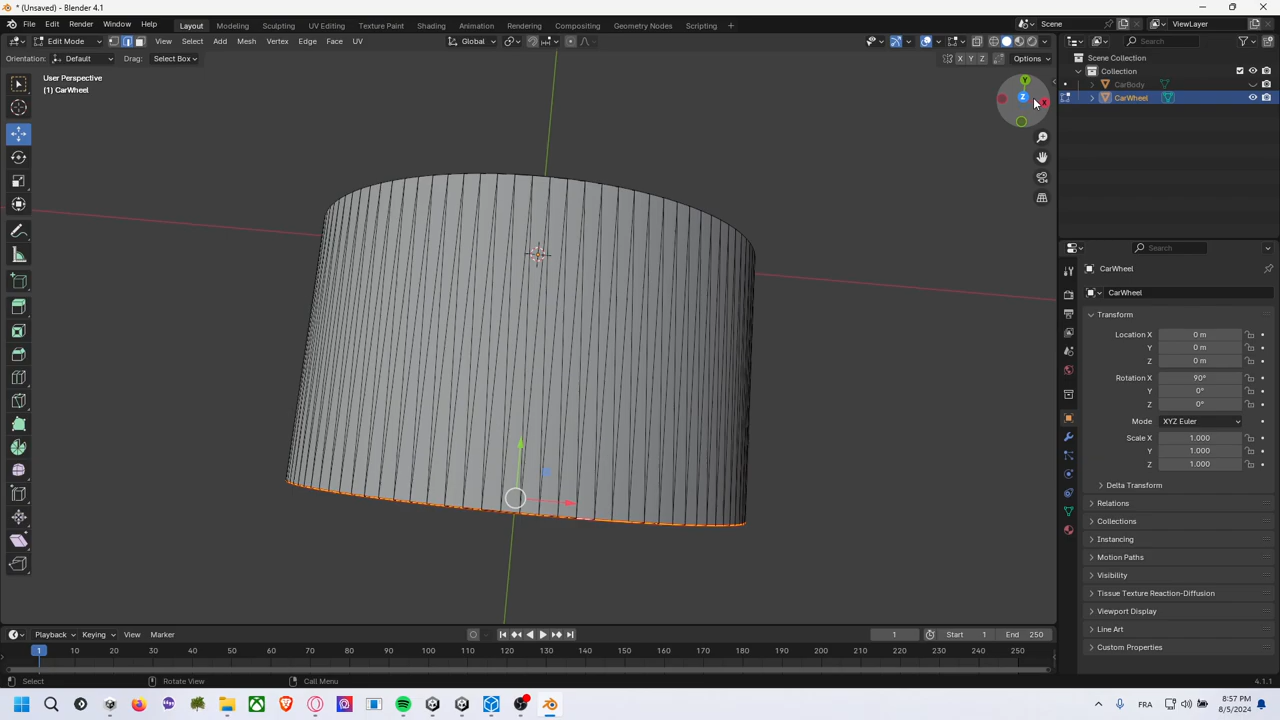 * (Unsaved) - Blender 4.1
File Edit Render Window Help Layout Modeling Sculpting UV Editing Texture Paint Shading Animation Rendering Compositing Geometry Nodes Scripting + Scene ViewLayer
Edit Mode View Select Add Mesh Vertex Edge Face UV Global Search
Orientation: Default Drag: Select Box X Y Z Options Scene Collection
Collection
User Perspective
(1) CarWheel
Y
Z
X
CarBody
CarWheel
Search
CarWheel
CarWheel
Transform
Location X 0 m
Y 0 m
Z 0 m
Rotation X 90°
Y 0°
Z 0°
Mode XYZ Euler
Scale X 1.000
Y 1.000
Z 1.000
Delta Transform
Relations
Collections
Instancing
Motion Paths
Visibility
Tissue Texture Reaction-Diffusion
Viewport Display
Line Art
Custom Properties
Playback Keying View Marker 1 Start 1 End 250
1 10 20 30 40 50 60 70 80 90 100 110 120 130 140 150 160 170 180 190 200 210 220 230 240 250
Select Rotate View Call Menu 4.1.1
FRA 8:57 PM
8/5/2024